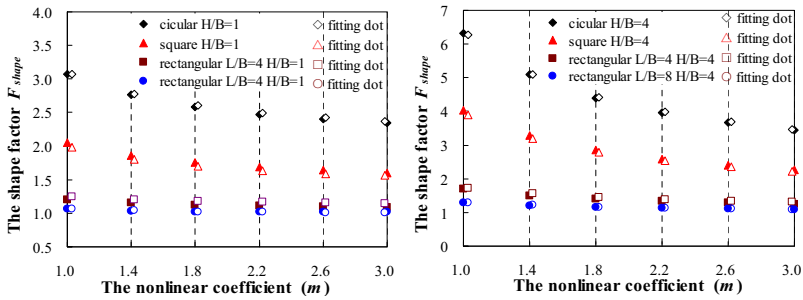 The shape factor F shape
4.0
3.5
3.0
2.5
2.0
1.5
1.0
0.5
cicular H/B=1 fitting dot
square H/B=1 fitting dot
rectangular L/B=4 H/B=1 fitting dot
rectangular L/B=4 H/B=1 fitting dot
1.0 1.4 1.8 2.2 2.6 3.0
The nonlinear coefficient (m)
The shape factor F shape
7
6
5
4
3
2
1
0
cicular H/B=4 fitting dot
square H/B=4 fitting dot
rectangular L/B=4 H/B=4 fitting dot
rectangular L/B=8 H/B=4 fitting dot
1.0 1.4 1.8 2.2 2.6 3.0
The nonlinear coefficient (m)